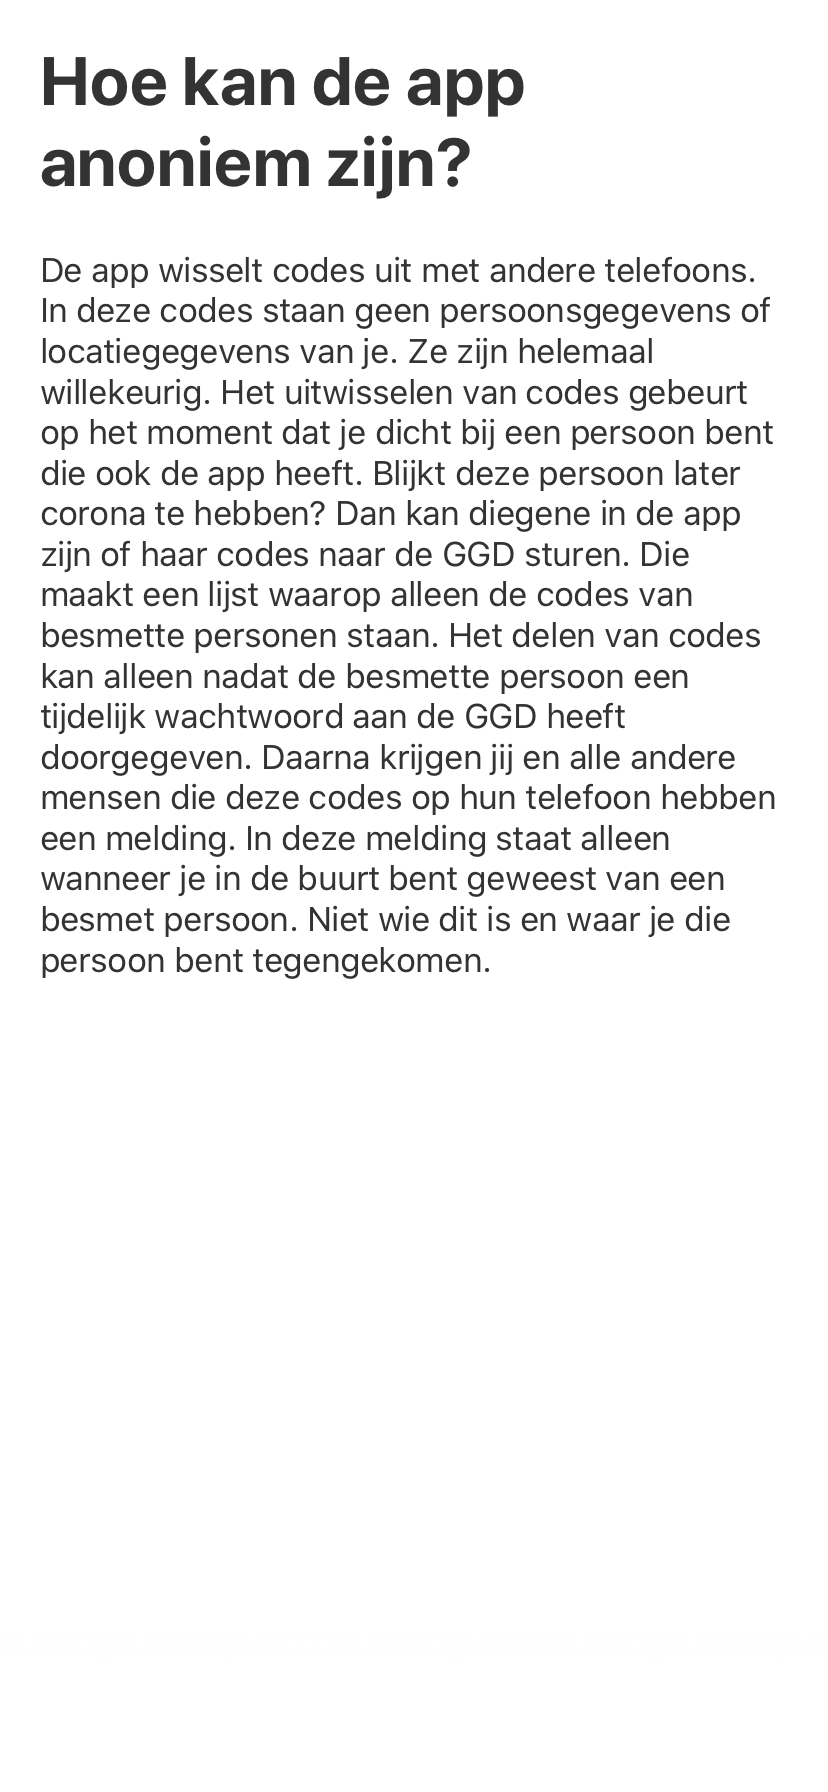 Hoe kan de app
anoniem zijn?
De app wisselt codes uit met andere telefoons.
In deze codes staan geen persoonsgegevens of
locatiegegevens van je. Ze zijn helemaal
willekeurig. Het uitwisselen van codes gebeurt
op het moment dat je dicht bij een persoon bent
die ook de app heeft. Blijkt deze persoon later
corona te hebben? Dan kan diegene in de app
zijn of haar codes naar de GGD sturen. Die
maakt een lijst waarop alleen de codes van
besmette personen staan. Het delen van codes
kan alleen nadat de besmette persoon een
tijdelijk wachtwoord aan de GGD heeft
doorgegeven. Daarna krijgen jij en alle andere
mensen die deze codes op hun telefoon hebben
een melding. In deze melding staat alleen
wanneer je in de buurt bent geweest van een
besmet persoon. Niet wie dit is en waar je die
persoon bent tegengekomen.